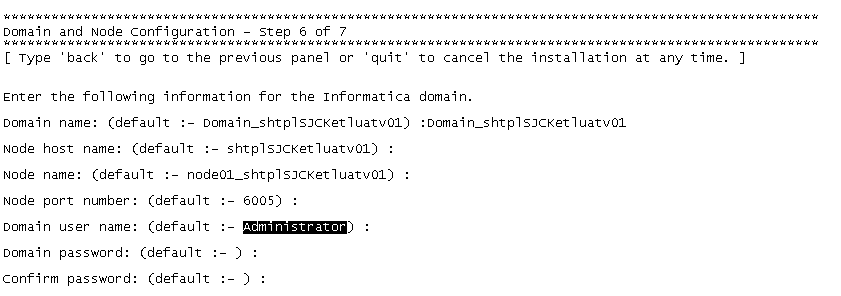 ****************************************************************************************************
Domain and Node Configuration - Step 6 of 7
****************************************************************************************************
[ Type 'back' to go to the previous panel or 'quit' to cancel the installation at any time. ]
Enter the following information for the Informatica domain.
Domain name: (default :- Domain_shtplSJCKetluatv01) :Domain_shtplSJCKetluatv01
Node host name: (default :- shtplSJCKetluatv01) :
Node name: (default :- node01_shtplSJCKetluatv01) :
Node port number: (default :- 6005) :
Domain user name: (default :- Administrator) :
Domain password: (default :- ) :
Confirm password: (default :- ) :